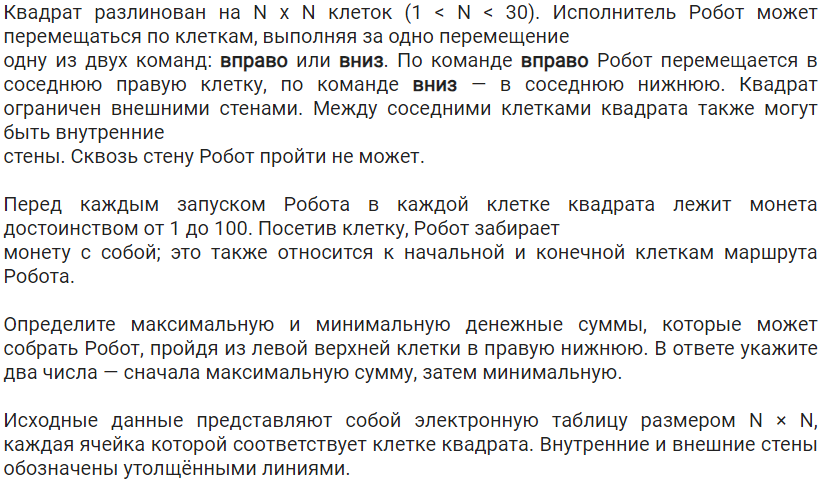 Квадрат разлинован на N x N клеток (1 < N < 30). Исполнитель Робот может
перемещаться по клеткам, выполняя за одно перемещение
одну из двух команд: вправо или вниз. По команде вправо Робот перемещается в
соседнюю правую клетку, по команде вниз — в соседнюю нижнюю. Квадрат
ограничен внешними стенами. Между соседними клетками квадрата также могут
быть внутренние
стены. Сквозь стену Робот пройти не может.
Перед каждым запуском Робота в каждой клетке квадрата лежит монета
достоинством от 1 до 100. Посетив клетку, Робот забирает
монету с собой; это также относится к начальной и конечной клеткам маршрута
Робота.
Определите максимальную и минимальную денежные суммы, которые может
собрать Робот, пройдя из левой верхней клетки в правую нижнюю. В ответе укажите
два числа — сначала максимальную сумму, затем минимальную.
Исходные данные представляют собой электронную таблицу размером N × N,
каждая ячейка которой соответствует клетке квадрата. Внутренние и внешние стены
обозначены утолщёнными линиями.